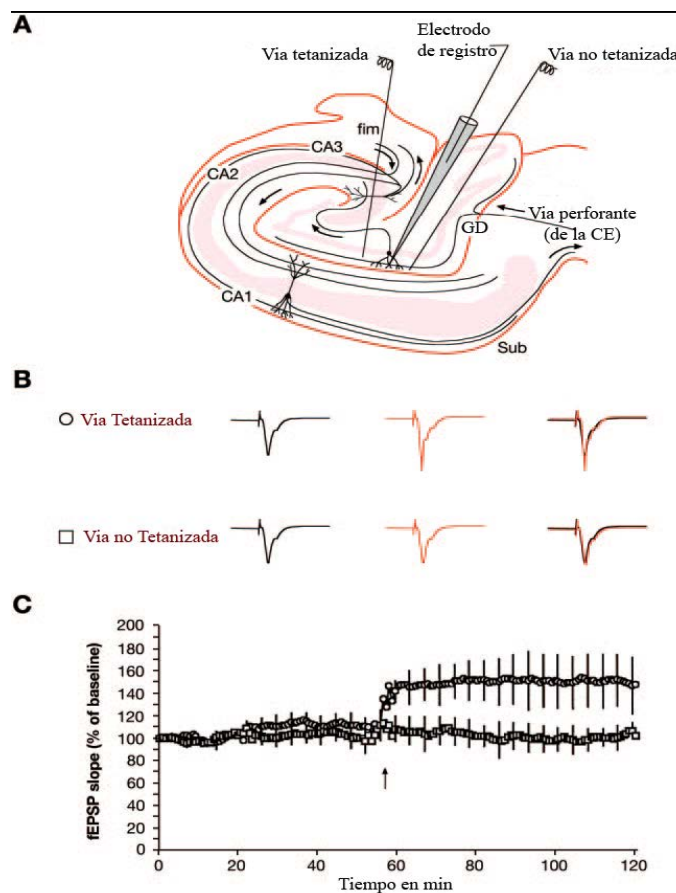 A
Electrodo
de registro
Via tetanizada
Via no tetanizada
fim
CA3
CA2
Via perforante
(de la CE)
GD
CA1
Sub
B
Via Tetanizada
Via no Tetanizada
C
fEPSP slope (% of baseline)
200
180
160
140
120
100
80
60
40
20
0
0 20 40 60 80 100 120
Tiempo en min